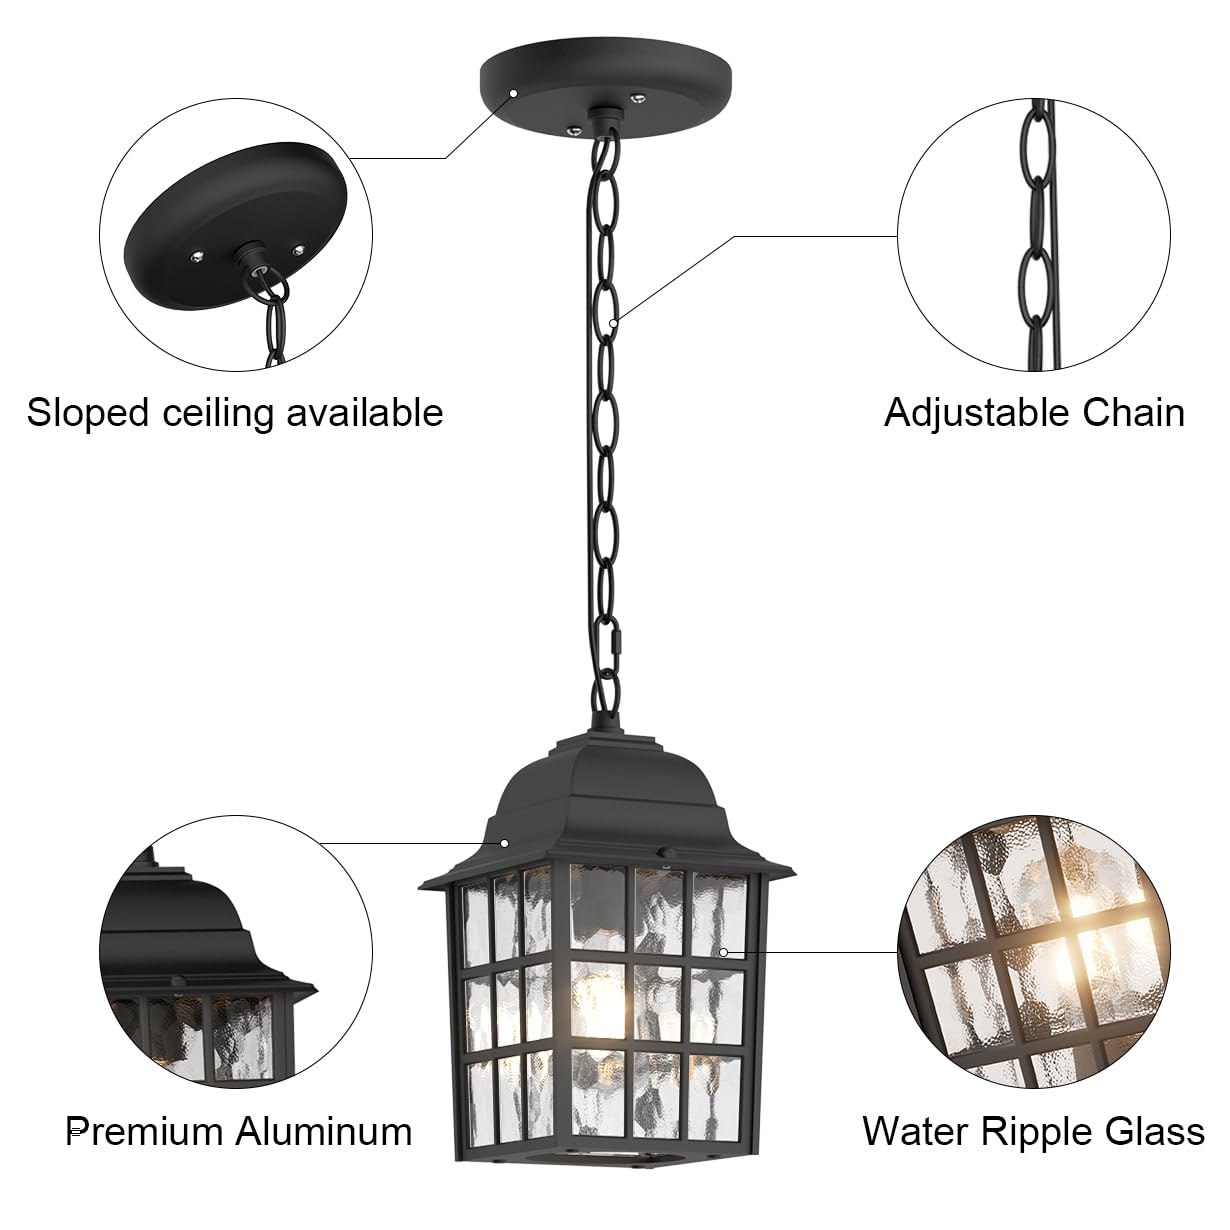 Sloped ceiling available
Adjustable Chain
Premium Aluminum
Water Ripple Glass